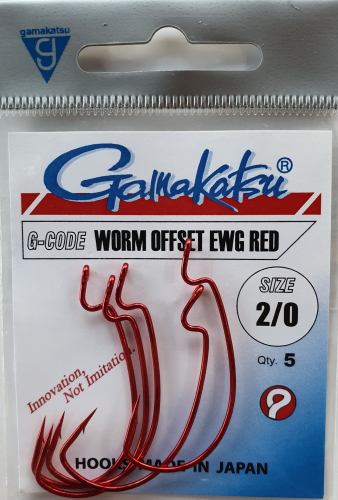 gamakatsu
g
Gamakatsu®
G-CODE WORM OFFSET EWG RED
SIZE
2/0
Qty. 5
Innovation,
Not Imitation.
HOOKS MADE IN JAPAN